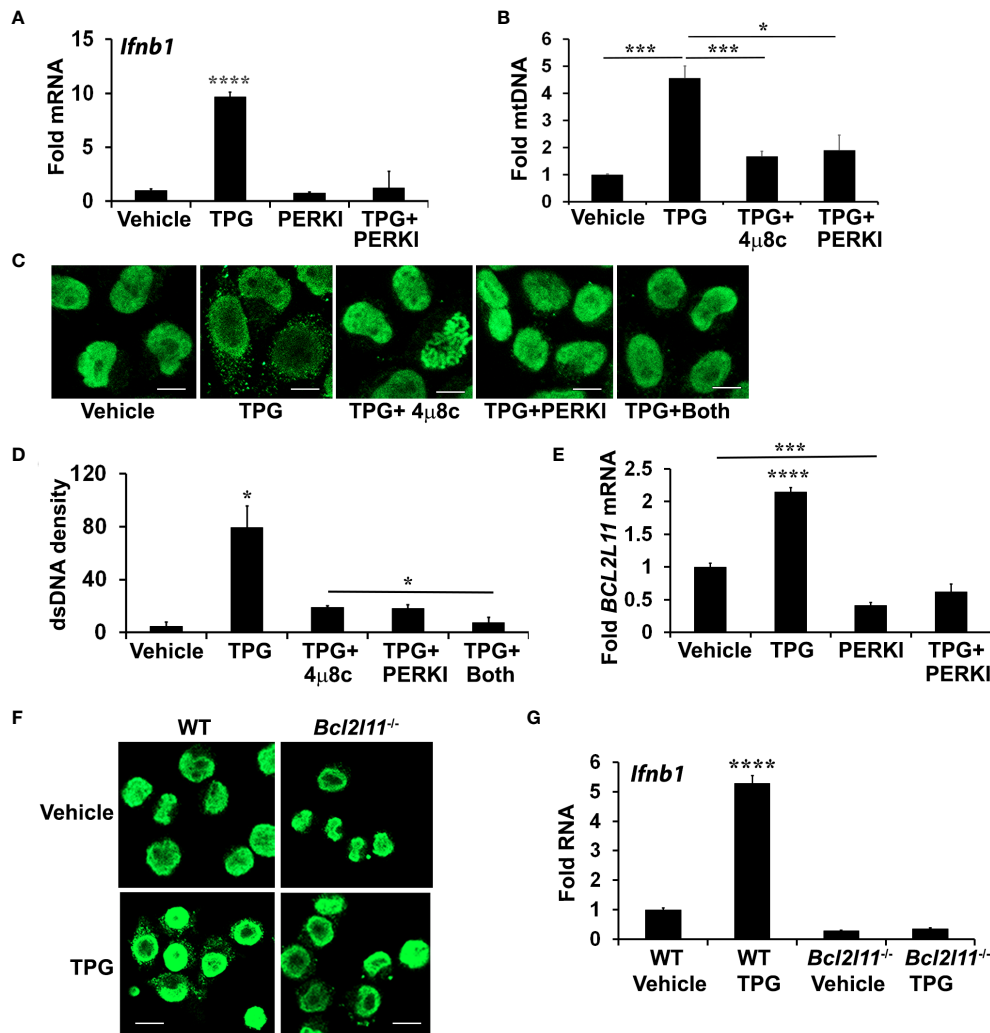 A
Ifnb1
Fold mRNA
15
10
5
0
****
Vehicle TPG PERKI TPG+ PERKI
B
Fold mtDNA
6
5
4
3
2
1
0
*** *** *
Vehicle TPG TPG+ 4µ8c TPG+ PERKI
C
Vehicle TPG TPG+ 4µ8c TPG+PERKI TPG+Both
D
dsDNA density
120
80
40
0
*
*
Vehicle TPG TPG+ 4µ8c TPG+ PERKI TPG+ Both
E
Fold BCL2L11 mRNA
2.5
2
1.5
1
0.5
0
***
****
Vehicle TPG PERKI TPG+ PERKI
F
WT Bcl2l11-/-
Vehicle
TPG
G
Ifnb1
Fold RNA
6
5
4
3
2
1
0
****
WT Vehicle WT TPG Bcl2l11-/- Vehicle Bcl2l11-/- TPG